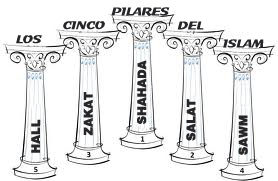 LOS CINCO PILARES DEL ISLAM
HALL
ZAKAT
SHAHADA
SALAT
SAWM
5
3
1
2
4